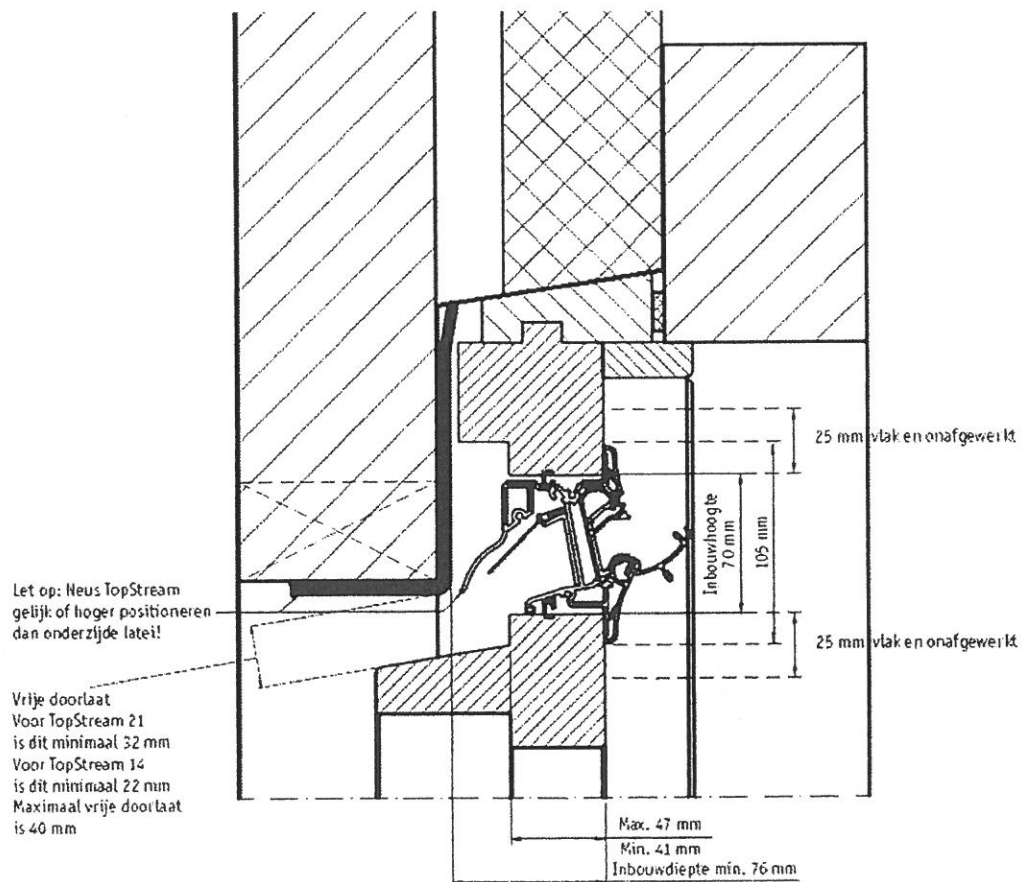 25 mm vlak en onafgewerkt
Inbouwhoogte
70 mm
105 mm
Let op: Neus TopStream
gelijk of hoger positioneren
dan onderzijde latei!
25 mm vlak en onafgewerkt
Vrije doorlaat
Voor TopStream 21
is dit minimaal 32 mm
Voor TopStream 14
is dit minimaal 22 mm
Maximaal vrije doorlaat
is 40 mm
Max. 47 mm
Min. 41 mm
Inbouwdiepte min. 76 mm